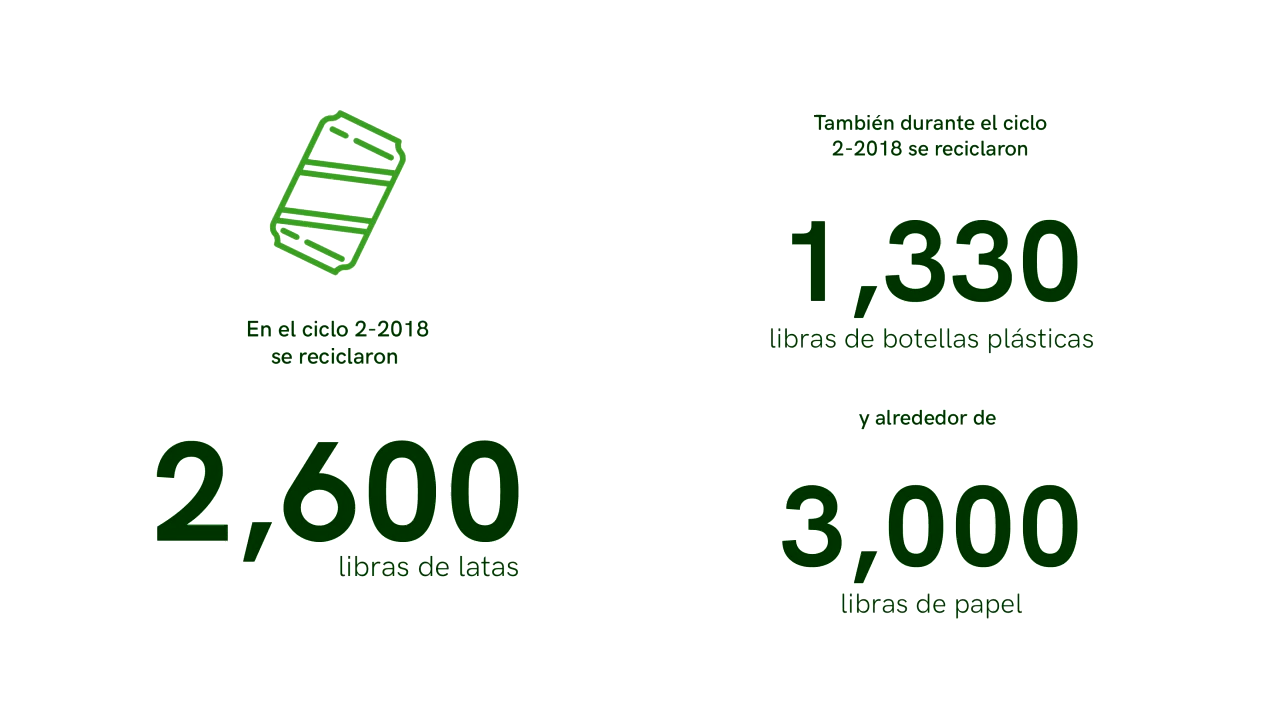 En el ciclo 2-2018
se reciclaron
2,600
libras de latas
También durante el ciclo
2-2018 se reciclaron
1,330
libras de botellas plásticas
y alrededor de
3,000
libras de papel